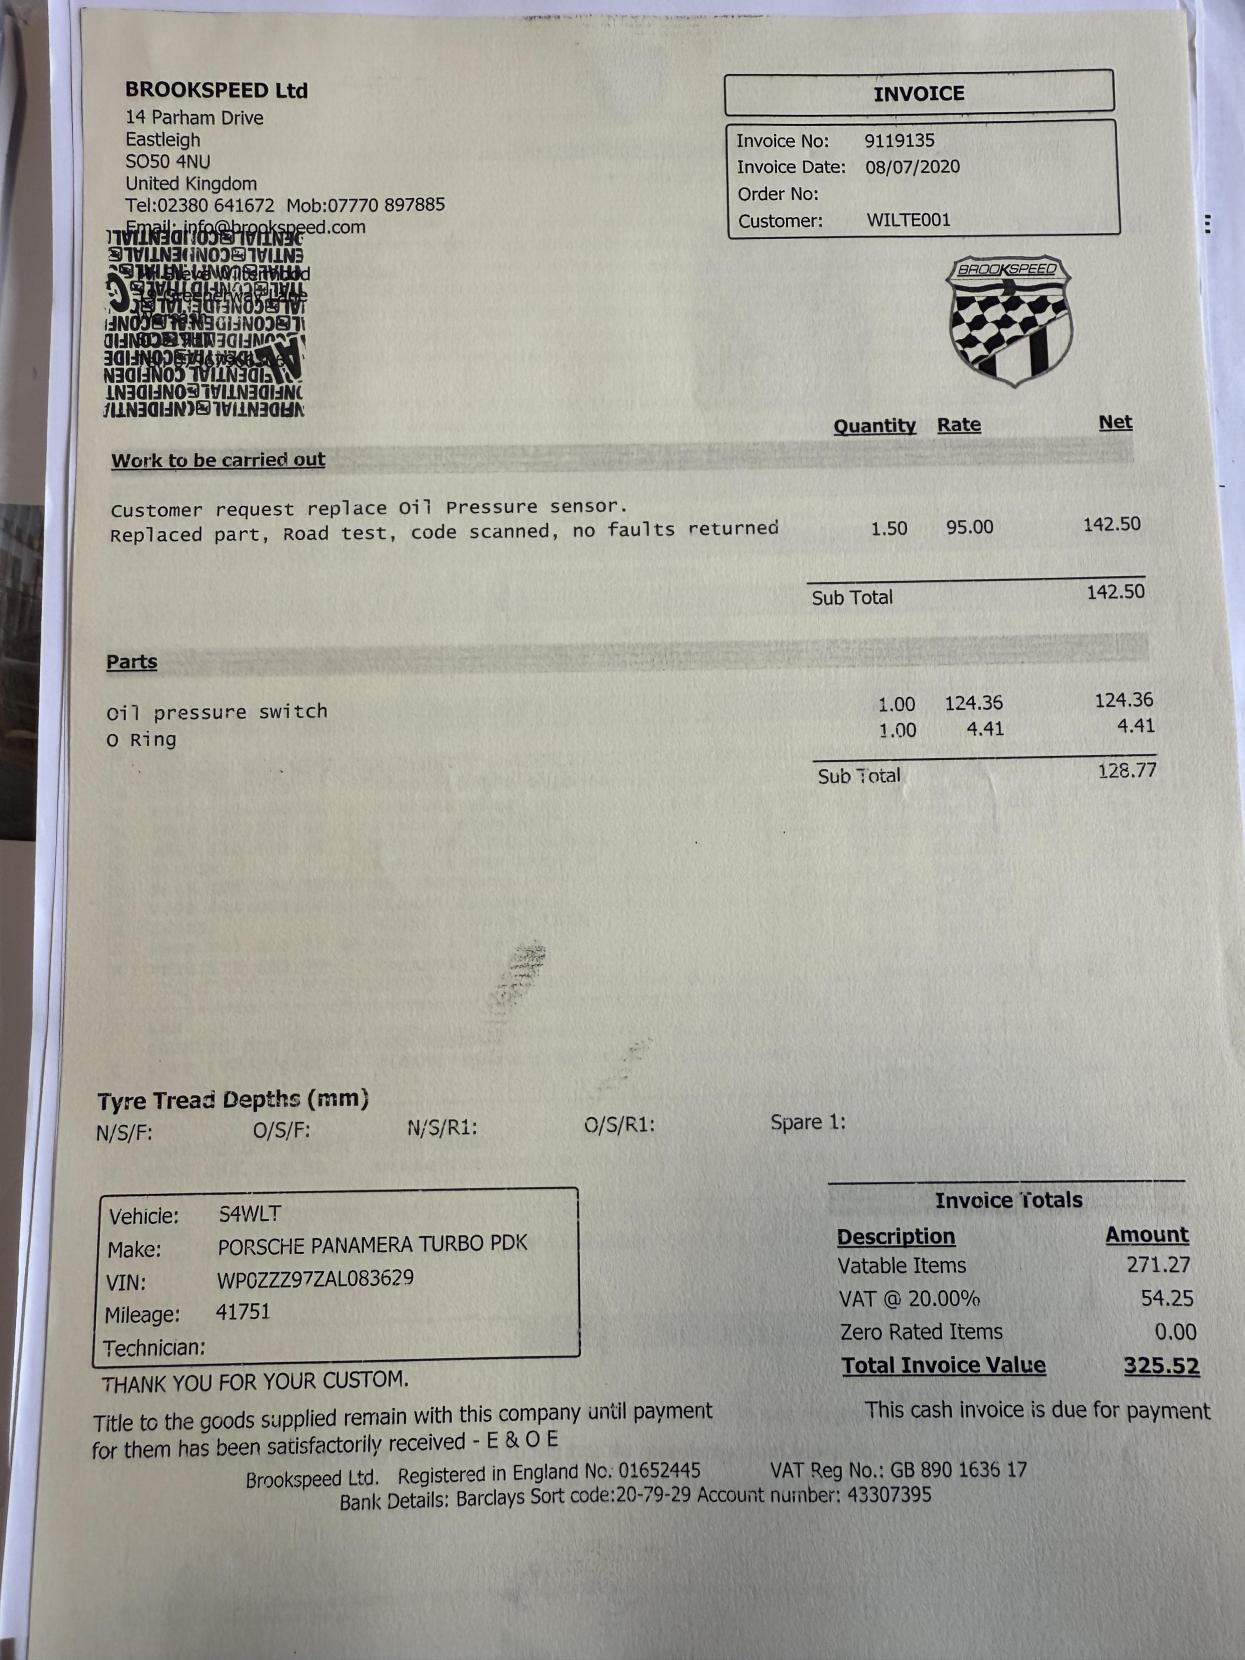 BROOKSPEED Ltd
14 Parham Drive
Eastleigh
SO50 4NU
United Kingdom
Tel:02380 641672 Mob:07770 897885
Email: info@brookspeed.com
INVOICE
Invoice No: 9119135
Invoice Date: 08/07/2020
Order No:
Customer: WILTE001
BROOKSPEED
Quantity Rate Net
Work to be carried out
Customer request replace Oil Pressure sensor.
Replaced part, Road test, code scanned, no faults returned 1.50 95.00 142.50
Sub Total 142.50
Parts
Oil pressure switch 1.00 124.36 124.36
O Ring 1.00 4.41 4.41
Sub Total 128.77
Tyre Tread Depths (mm)
N/S/F: O/S/F: N/S/R1: O/S/R1: Spare 1:
Vehicle: S4WLT
Make: PORSCHE PANAMERA TURBO PDK
VIN: WP0ZZZ97ZAL083629
Mileage: 41751
Technician:
Invoice Totals
Description Amount
Vatable Items 271.27
VAT @ 20.00% 54.25
Zero Rated Items 0.00
Total Invoice Value 325.52
THANK YOU FOR YOUR CUSTOM.
Title to the goods supplied remain with this company until payment
for them has been satisfactorily received - E & O E
This cash invoice is due for payment
Brookspeed Ltd. Registered in England No: 01652445 VAT Reg No.: GB 890 1636 17
Bank Details: Barclays Sort code:20-79-29 Account number: 43307395